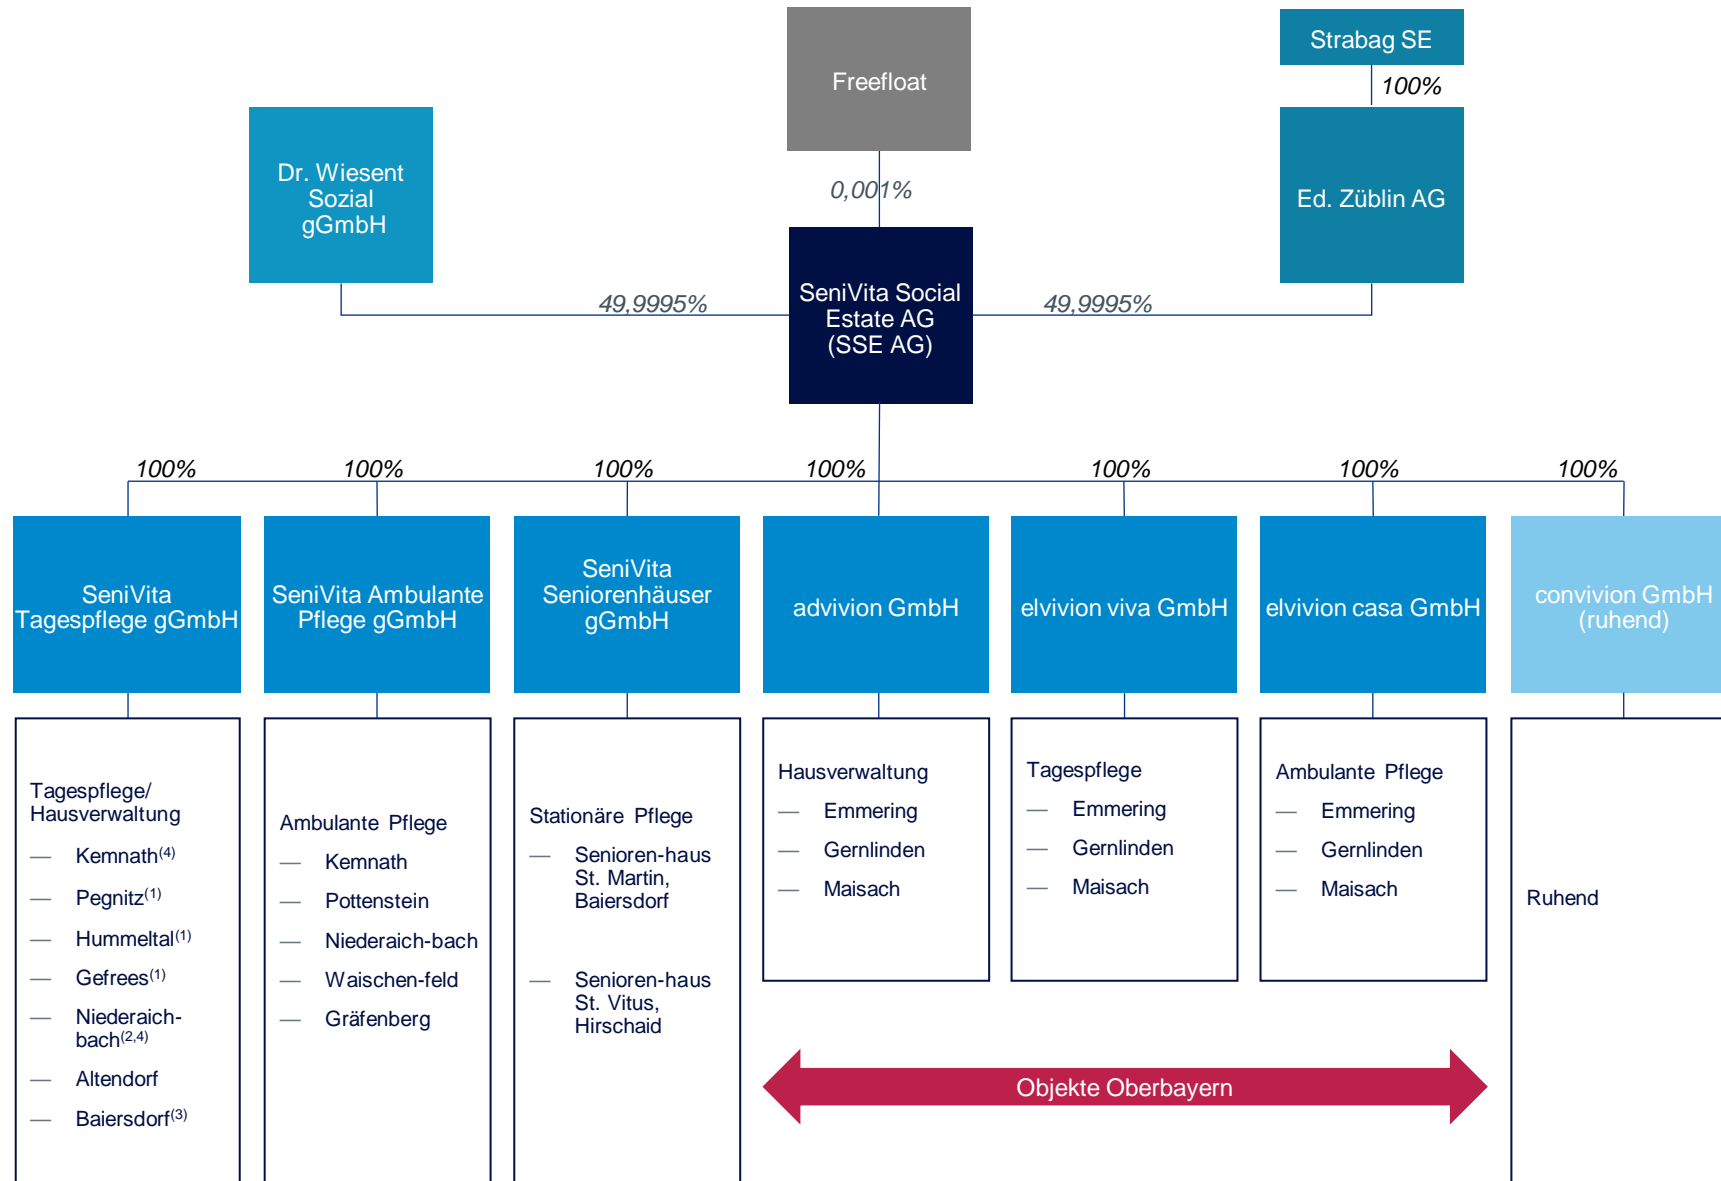 Strabag SE
100%
Freefloat
Dr. Wiesent
Sozial
gGmbH
Ed. Züblin AG
0,001%
49,9995%
SeniVita Social
Estate AG
(SSE AG)
49,9995%
100%
100%
100%
100%
100%
100%
100%
SeniVita
Tagespflege gGmbH
SeniVita Ambulante
Pflege gGmbH
SeniVita
Seniorenhäuser
gGmbH
advivion GmbH
elvivion viva GmbH
elvivion casa GmbH
convivion GmbH
(ruhend)
Tagespflege/
Hausverwaltung
— Kemnath(4)
— Pegnitz(1)
— Hummeltal(1)
— Gefrees(1)
— Niederaich-
bach(2,4)
— Altendorf
— Baiersdorf(3)
Ambulante Pflege
— Kemnath
— Pottenstein
— Niederaich-bach
— Waischen-feld
— Gräfenberg
Stationäre Pflege
— Senioren-haus
St. Martin,
Baiersdorf
— Senioren-haus
St. Vitus,
Hirschaid
Hausverwaltung
— Emmering
— Gernlinden
— Maisach
Tagespflege
— Emmering
— Gernlinden
— Maisach
Ambulante Pflege
— Emmering
— Gernlinden
— Maisach
Ruhend
Objekte Oberbayern